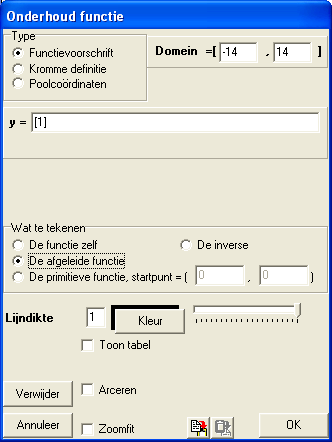 Onderhoud functie
Type
Functievoorschrift
Kromme definitie
Poolcoördinaten
Domein =[ -14 , 14 ]
y = [1]
Wat te tekenen
De functie zelf De inverse
De afgeleide functie
De primitieve functie, startpunt = ( 0 , 0 )
Lijndikte 1 Kleur
Toon tabel
Verwijder Arceren
Annuleer Zoomfit OK